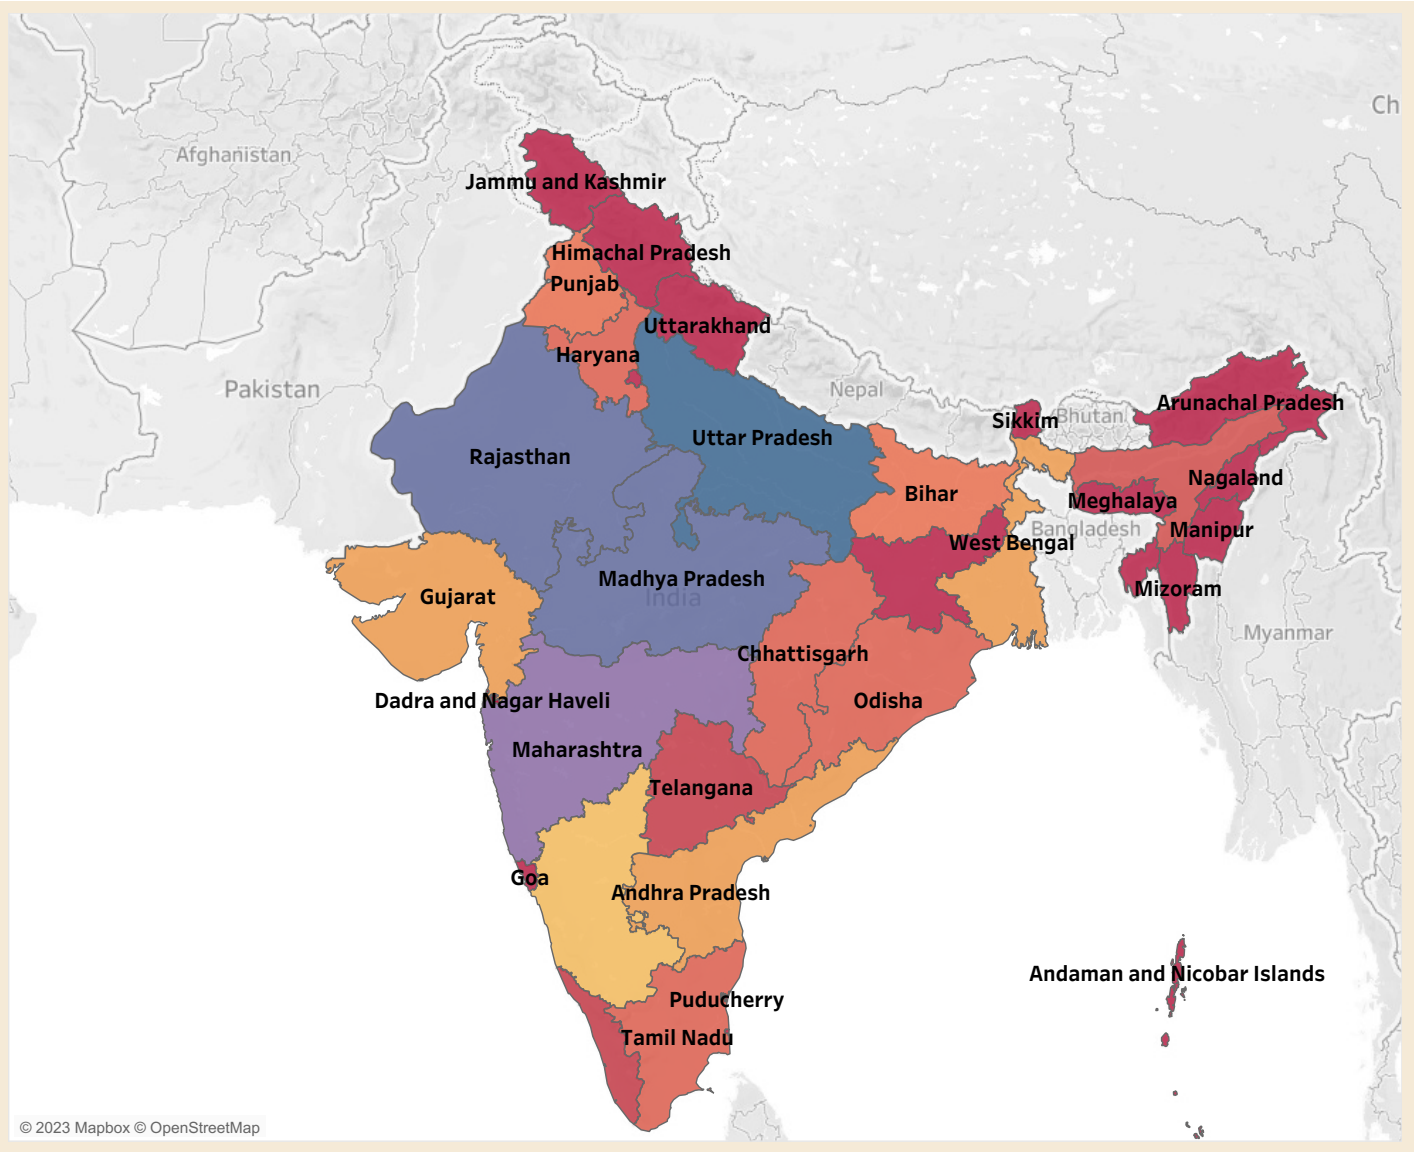 Ch
Afghanistan
Jammu and Kashmir
Himachal Pradesh
Punjab
Uttarakhand
Haryana
Pakistan
Nepal
Sikkim
Bhutan
Arunachal Pradesh
Uttar Pradesh
Rajasthan
Nagaland
Bihar
Meghalaya
Bangladesh
Manipur
West Bengal
Madhya Pradesh
India
Mizoram
Gujarat
Myanmar
Chhattisgarh
Dadra and Nagar Haveli
Odisha
Maharashtra
Telangana
Goa
Andhra Pradesh
Andaman and Nicobar Islands
Puducherry
Tamil Nadu
© 2023 Mapbox © OpenStreetMap